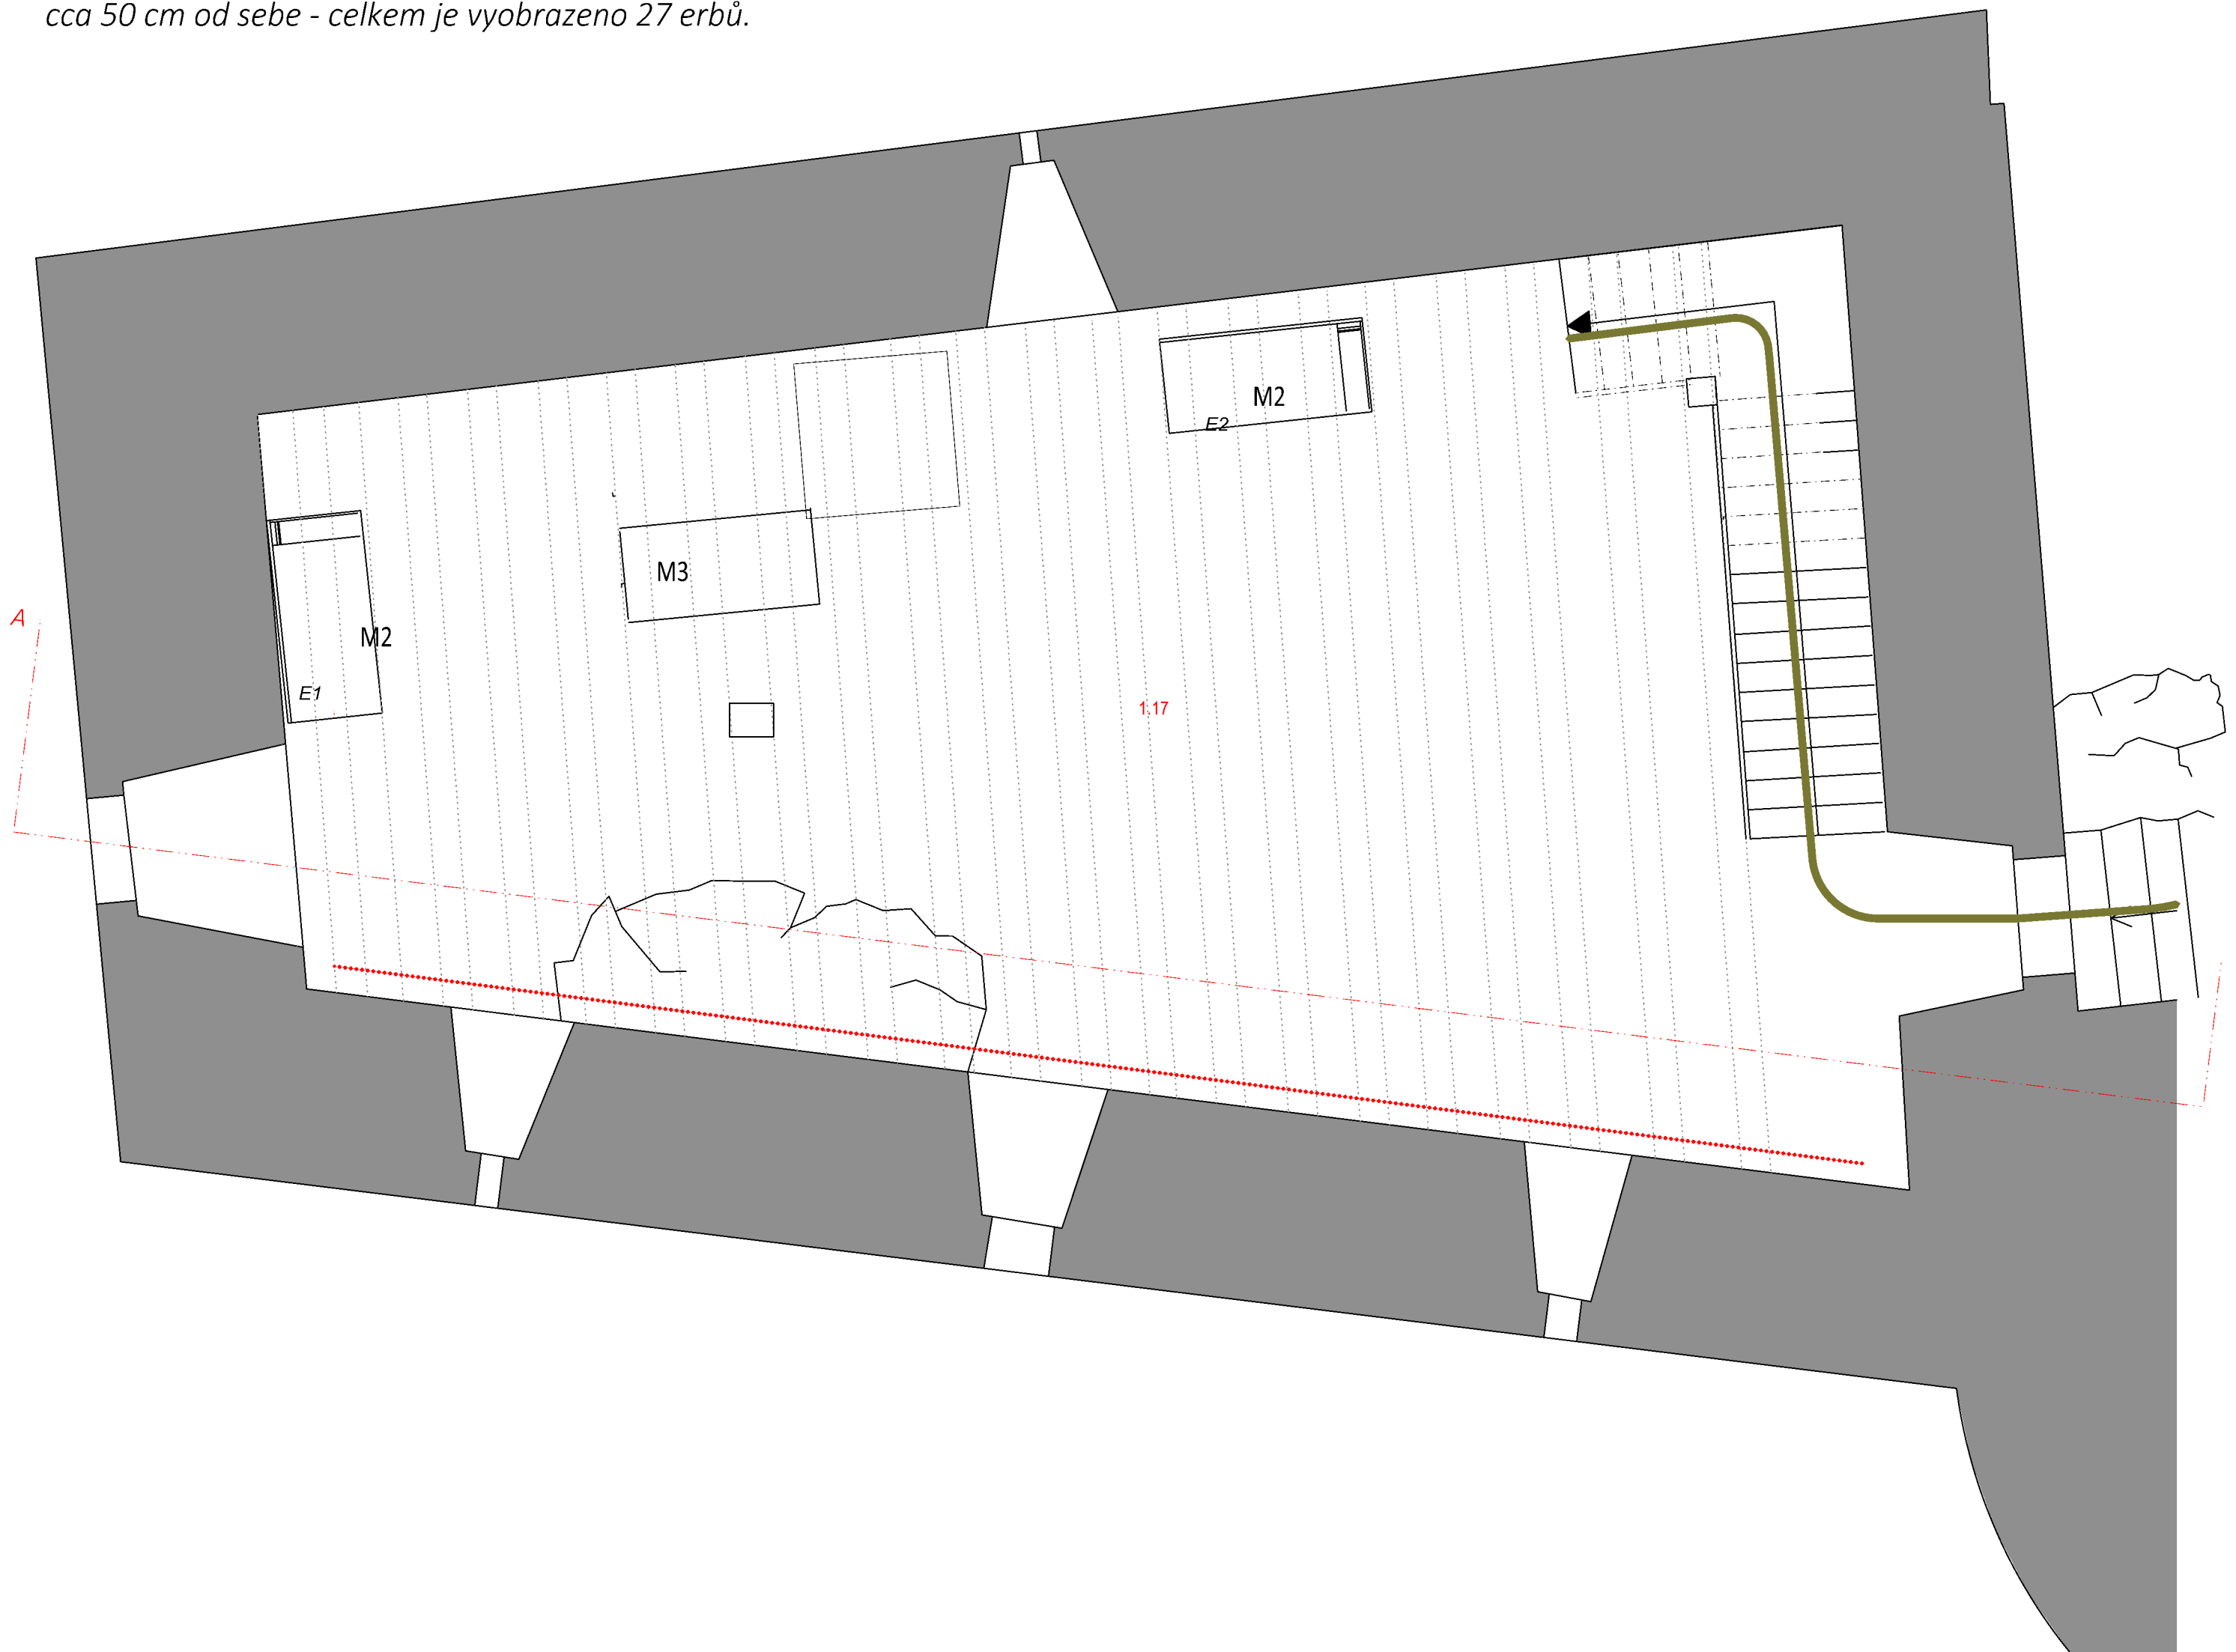 cca 50 cm od sebe - celkem je vyobrazeno 27 erbů.
M2
E2
M3
A
M2
E1
1.17